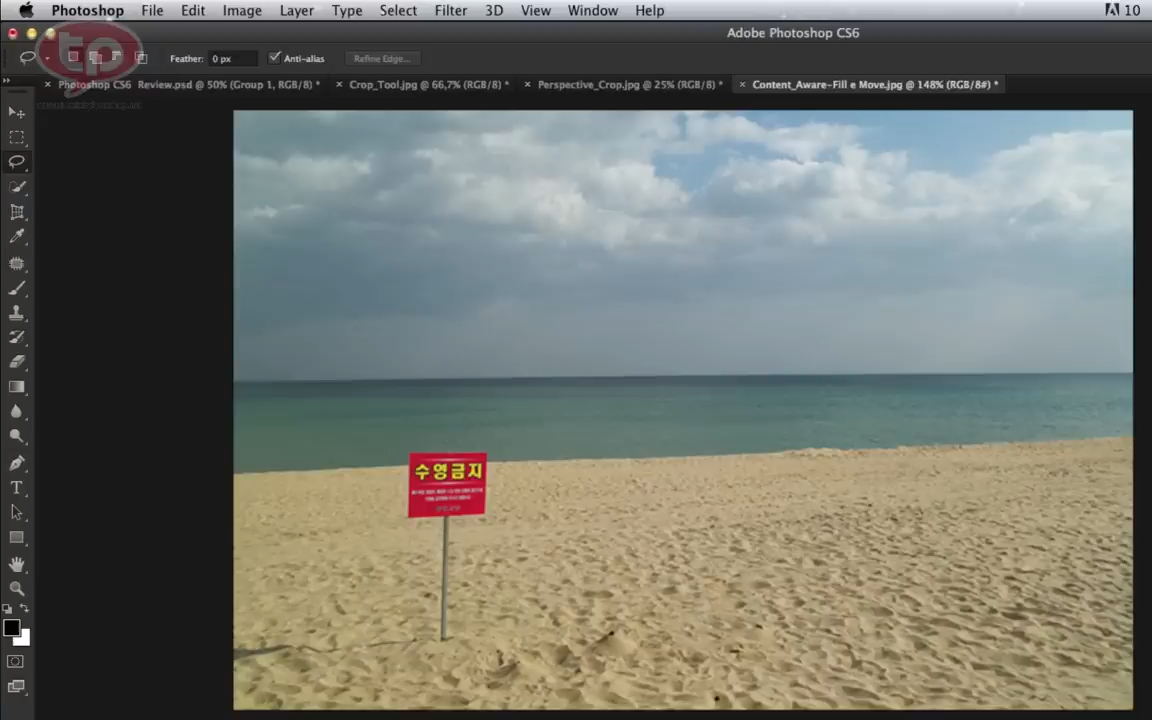 Photoshop File Edit Image Layer Type Select Filter 3D View Window Help 10
Adobe Photoshop CS6
tp
Feather: 0 px Anti-alias Refine Edge...
Photoshop CS6 Review.psd @ 50% (Group 1, RGB/8) * Crop_Tool.jpg @ 66,7% (RGB/8) * Perspective_Crop.jpg @ 25% (RGB/8) * Content_Aware-Fill e Move.jpg @ 148% (RGB/8#) *
수영금지